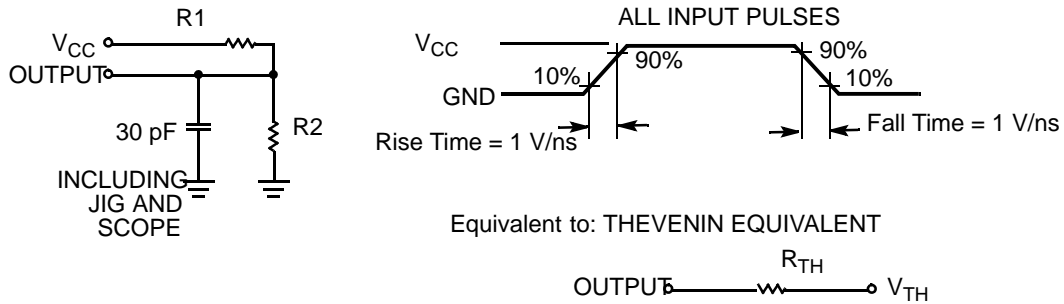 R1
VCC
OUTPUT
30 pF
R2
INCLUDING
JIG AND
SCOPE
ALL INPUT PULSES
VCC
GND
10%
90%
90%
10%
Rise Time = 1 V/ns
Fall Time = 1 V/ns
Equivalent to: THEVENIN EQUIVALENT
RTH
OUTPUT
VTH